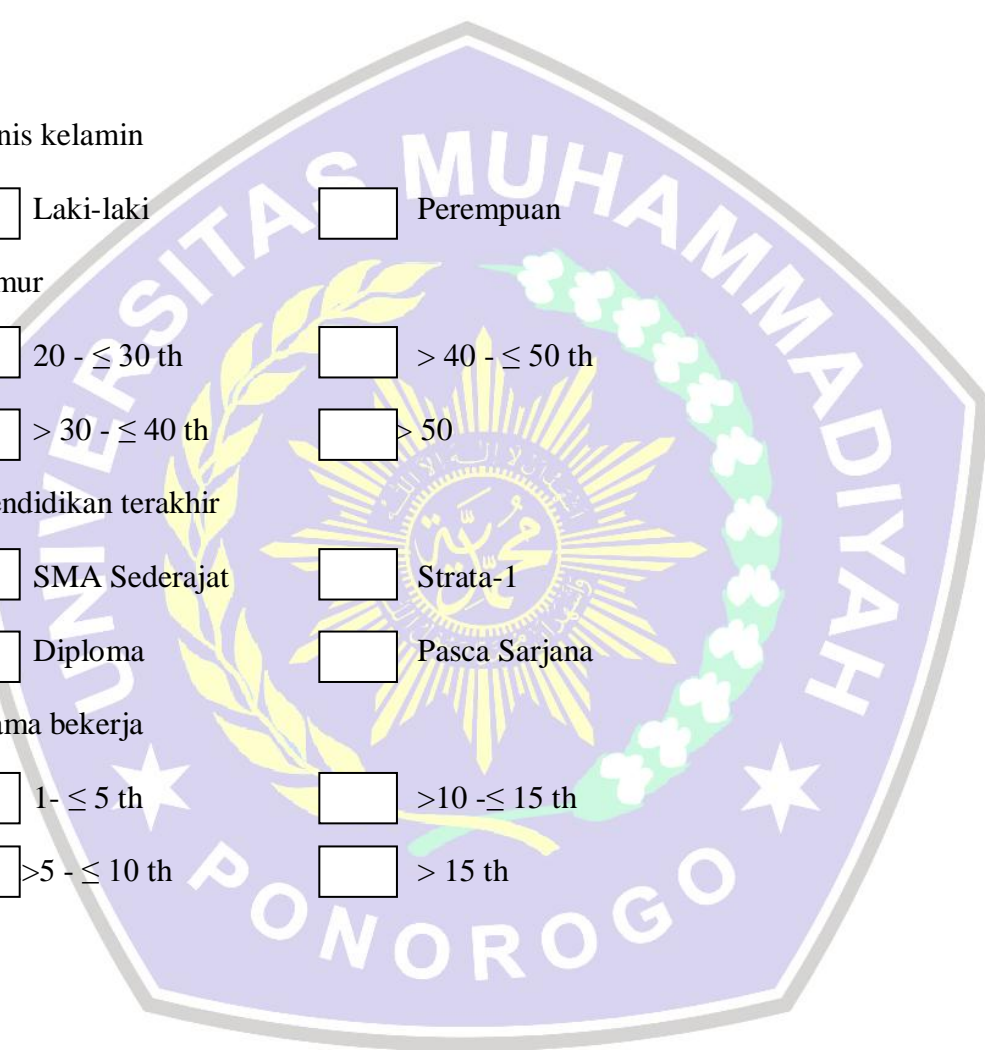 nis kelamin
Laki-laki Perempuan
mur
20 - ≤ 30 th > 40 - ≤ 50 th
> 30 - ≤ 40 th > 50
endidikan terakhir
SMA Sederajat Strata-1
Diploma Pasca Sarjana
ama bekerja
1- ≤ 5 th >10 -≤ 15 th
>5 - ≤ 10 th > 15 th
UNIVERSITAS MUHAMMADIYAH
PONOROGO
محمدية